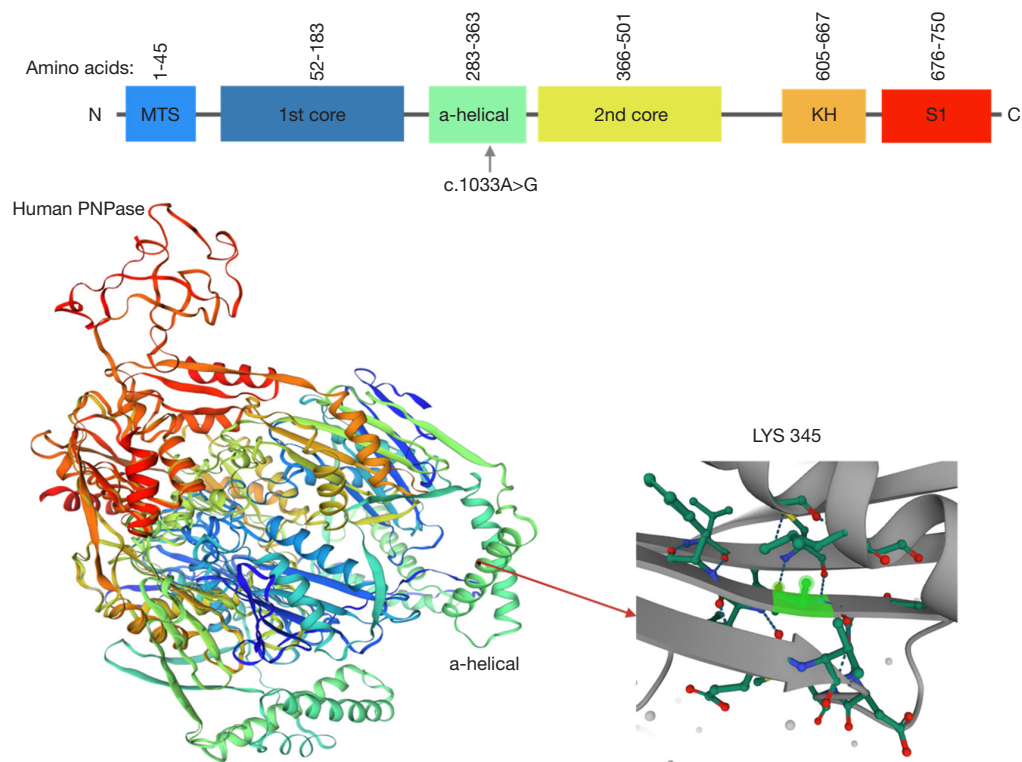 Amino acids:
1-45
52-183
283-363
366-501
605-667
676-750
N
MTS
1st core
a-helical
2nd core
KH
S1
C
c.1033A>G
Human PNPase
LYS 345
a-helical